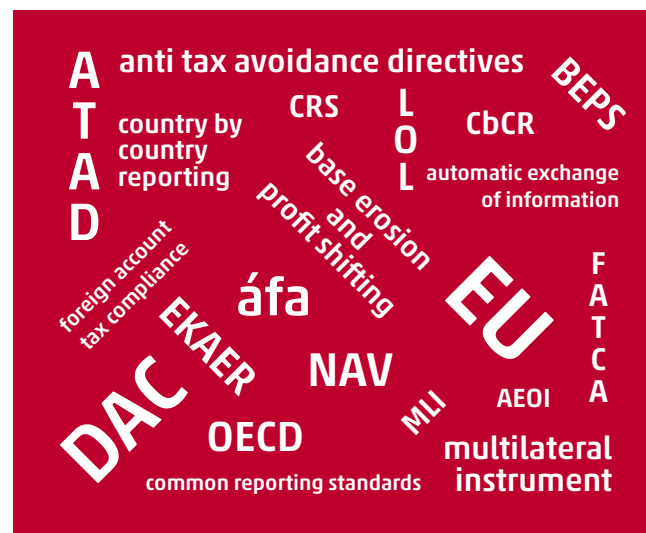 ATAD
anti tax avoidance directives
BEPS
CRS
LOL
CbCR
country by
country
reporting
base erosion
and
profit shifting
automatic exchange
of information
foreign account
tax compliance
EKAER
áfa
EU
FATCA
DAC
NAV
MLI
AEOI
OECD
multilateral
instrument
common reporting standards